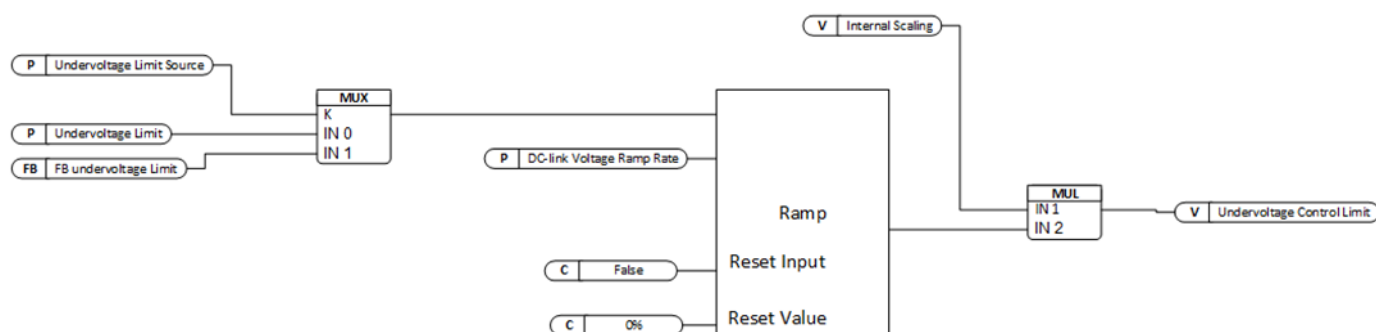 V Internal Scaling
P Undervoltage Limit Source
MUX
K
P Undervoltage Limit
IN 0
FB FB undervoltage Limit
IN 1
P DC-link Voltage Ramp Rate
MUL
Ramp
IN 1
V Undervoltage Control Limit
IN 2
C False
Reset Input
C 0%
Reset Value